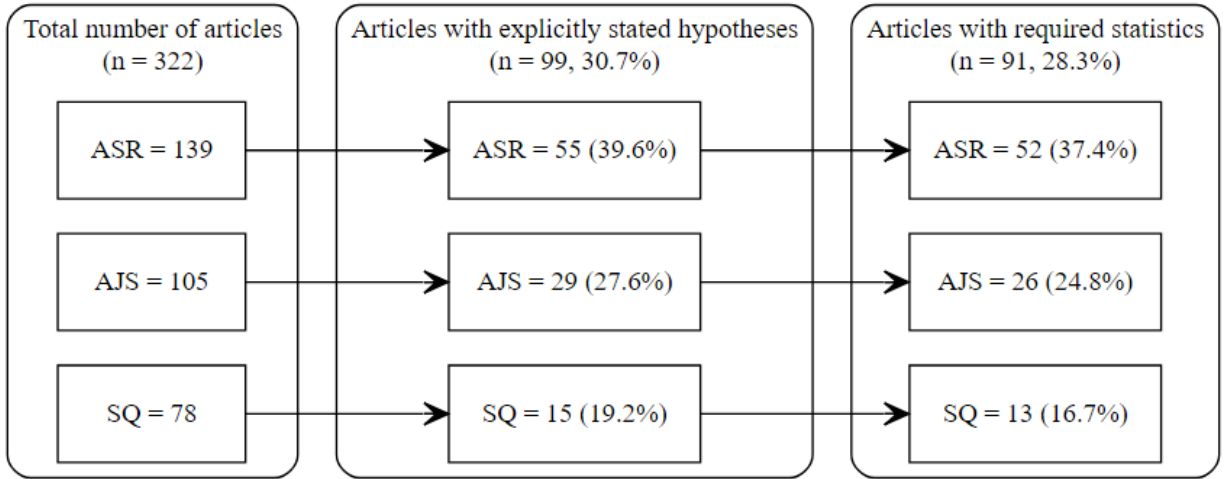 Total number of articles
(n = 322)
ASR = 139
AJS = 105
SQ = 78
Articles with explicitly stated hypotheses
(n = 99, 30.7%)
ASR = 55 (39.6%)
AJS = 29 (27.6%)
SQ = 15 (19.2%)
Articles with required statistics
(n = 91, 28.3%)
ASR = 52 (37.4%)
AJS = 26 (24.8%)
SQ = 13 (16.7%)